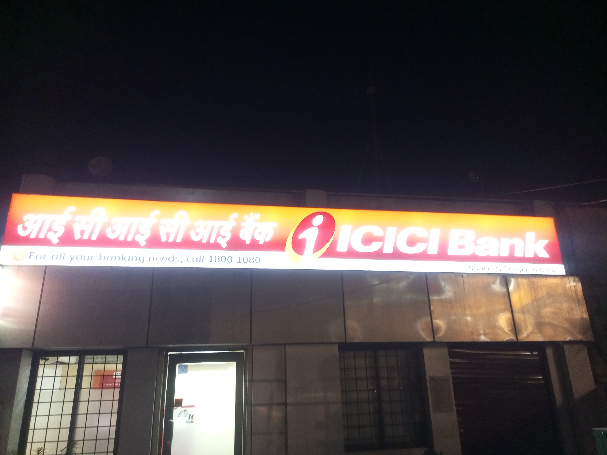 आई सी आई सी आई बैंक
i ICICI Bank
For all your banking needs, call 1800 1080